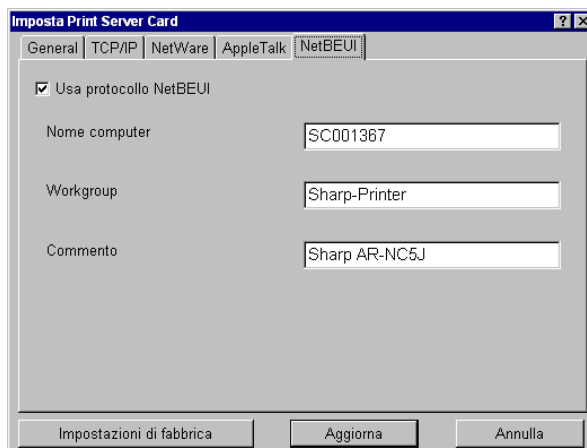 Imposta Print Server Card
General TCP/IP NetWare AppleTalk NetBEUI
Usa protocollo NetBEUI
Nome computer SC001367
Workgroup Sharp-Printer
Commento Sharp AR-NC5J
Impostazioni di fabbrica Aggiorna Annulla